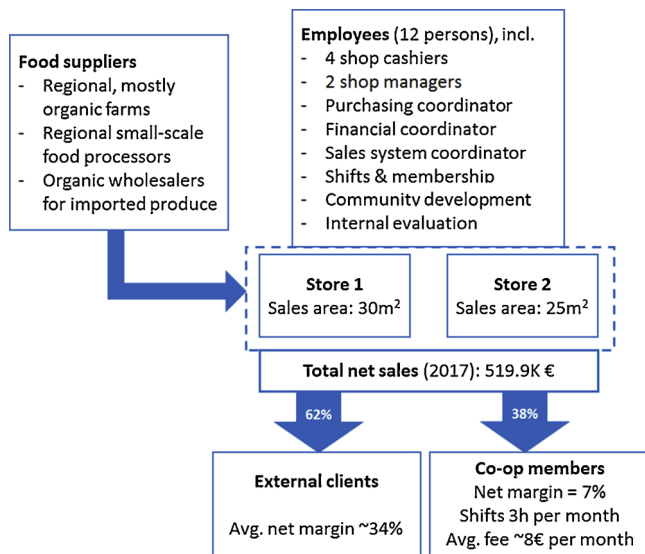 Food suppliers
- Regional, mostly
organic farms
- Regional small-scale
food processors
- Organic wholesalers
for imported produce
Employees (12 persons), incl.
- 4 shop cashiers
- 2 shop managers
- Purchasing coordinator
- Financial coordinator
- Sales system coordinator
- Shifts & membership
- Community development
- Internal evaluation
Store 1
Sales area: 30m²
Store 2
Sales area: 25m²
Total net sales (2017): 519.9K €
62%
38%
External clients
Avg. net margin ~34%
Co-op members
Net margin = 7%
Shifts 3h per month
Avg. fee ~8€ per month